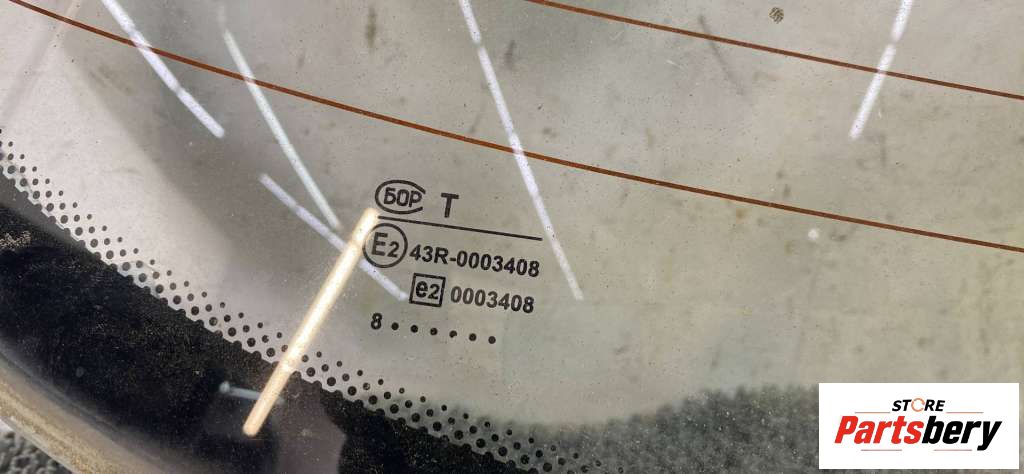 БОР T
E2 43R-0003408
e2 0003408
8 • • • • • •
STORE
Partsbery